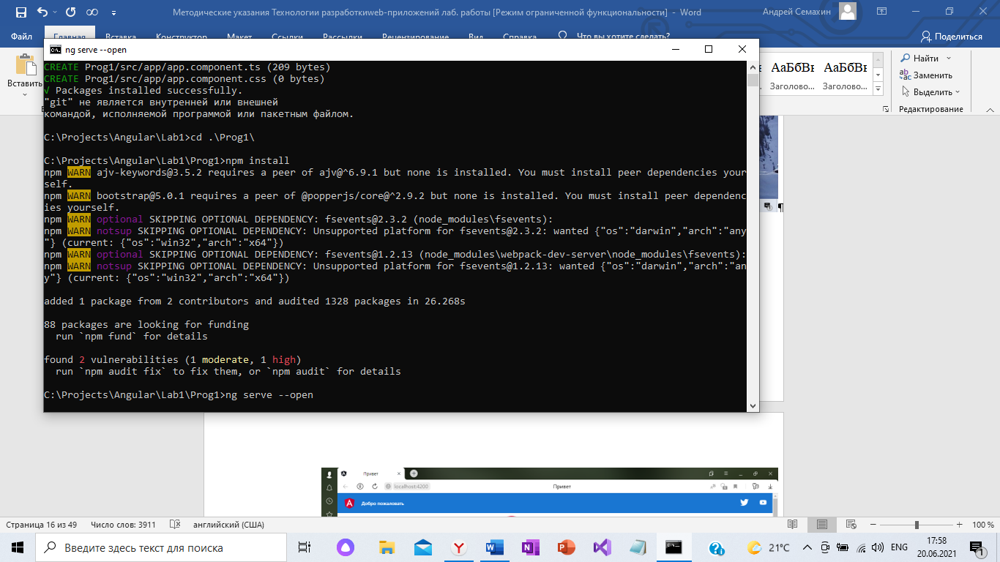 Методические указания Технологии разработкиweb-приложений лаб. работы [Режим ограниченной функциональности] - Word
Андрей Семахин
Файл Главная Вставка Конструктор Макет Ссылки Рассылки Рецензирование Вид Справка Что вы хотите сделать? Поделиться
ng serve --open
Вставить
АаБбВ АаБбВ
Заголово... Заголово...
Найти
Заменить
Выделить
Редактирование
CREATE Prog1/src/app/app.component.ts (209 bytes)
CREATE Prog1/src/app/app.component.css (0 bytes)
√ Packages installed successfully.
"git" не является внутренней или внешней
командой, исполняемой программой или пакетным файлом.
C:\Projects\Angular\Lab1>cd .\Prog1\
C:\Projects\Angular\Lab1\Prog1>npm install
npm WARN ajv-keywords@3.5.2 requires a peer of ajv@^6.9.1 but none is installed. You must install peer dependencies your
self.
npm WARN bootstrap@5.0.1 requires a peer of @popperjs/core@^2.9.2 but none is installed. You must install peer dependenc
ies yourself.
npm WARN optional SKIPPING OPTIONAL DEPENDENCY: fsevents@2.3.2 (node_modules\fsevents):
npm WARN notsup SKIPPING OPTIONAL DEPENDENCY: Unsupported platform for fsevents@2.3.2: wanted {"os":"darwin","arch":"any
"} (current: {"os":"win32","arch":"x64"})
npm WARN optional SKIPPING OPTIONAL DEPENDENCY: fsevents@1.2.13 (node_modules\webpack-dev-server\node_modules\fsevents):
npm WARN notsup SKIPPING OPTIONAL DEPENDENCY: Unsupported platform for fsevents@1.2.13: wanted {"os":"darwin","arch":"an
y"} (current: {"os":"win32","arch":"x64"})
added 1 package from 2 contributors and audited 1328 packages in 26.268s
88 packages are looking for funding
run `npm fund` for details
found 2 vulnerabilities (1 moderate, 1 high)
run `npm audit fix` to fix them, or `npm audit` for details
C:\Projects\Angular\Lab1\Prog1>ng serve --open
Привет
localhost:4200 Привет
Добро пожаловать
Страница 16 из 49 Число слов: 3911 английский (США) 100 %
Введите здесь текст для поиска
21°C ENG 17:58
20.06.2021
1